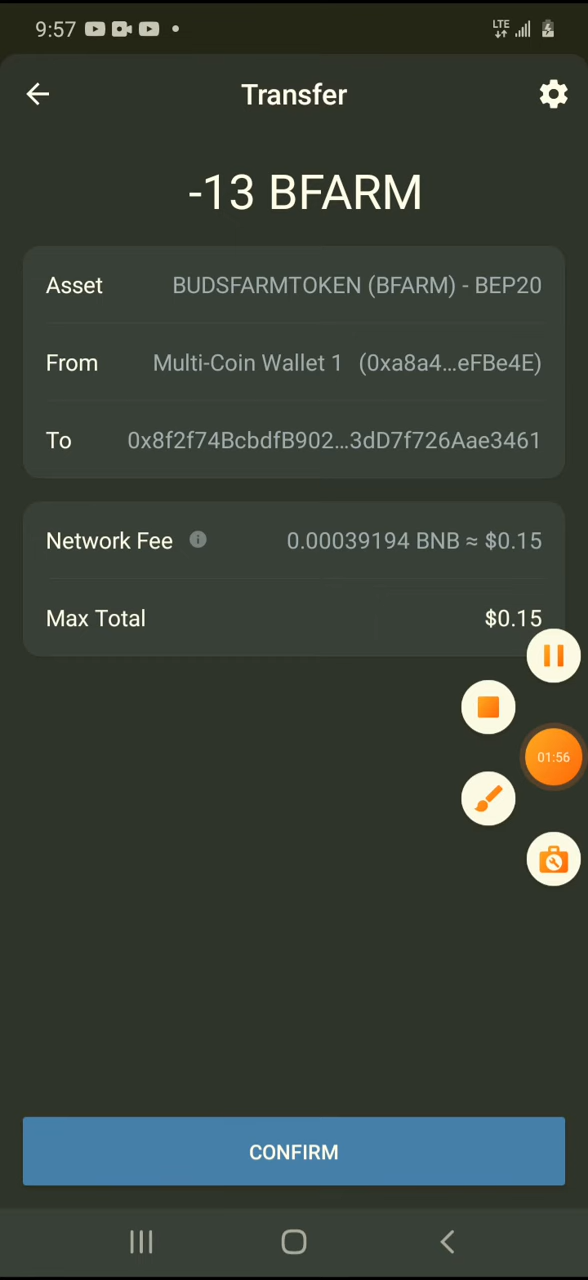 9:57 LTE
Transfer
-13 BFARM
Asset BUDSFARMTOKEN (BFARM) - BEP20
From Multi-Coin Wallet 1 (0xa8a4...eFBe4E)
To 0x8f2f74BcbdfB902...3dD7f726Aae3461
Network Fee 0.00039194 BNB ≈ $0.15
Max Total $0.15
01:56
CONFIRM